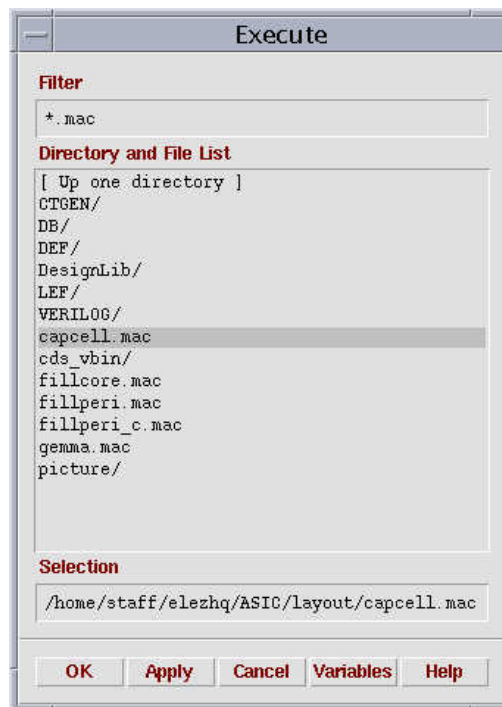 Execute
Filter
*.mac
Directory and File List
[ Up one directory ]
CTGEN/
DB/
DEF/
DesignLib/
LEF/
VERILOG/
capcell.mac
cds_vbin/
fillcore.mac
fillperi.mac
fillperi_c.mac
gemma.mac
picture/
Selection
/home/staff/elezhq/ASIC/layout/capcell.mac
OK Apply Cancel Variables Help